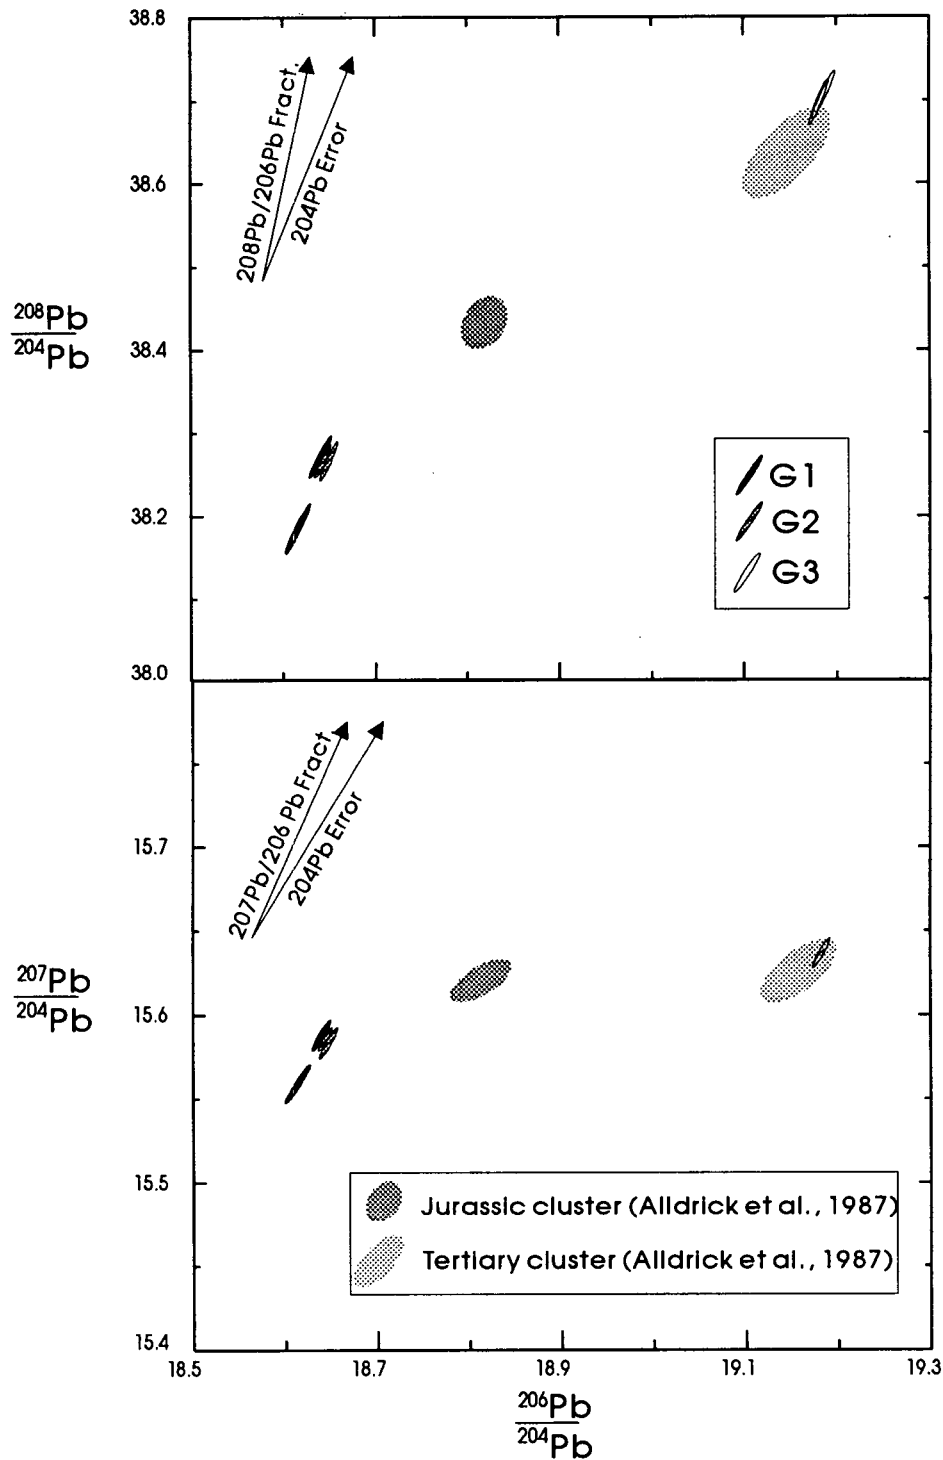 38.8
208Pb/206Pb Fract.
204Pb Error
38.6
208Pb
204Pb
38.4
G1
G2
G3
38.2
38.0
207Pb/206 Pb Fract.
204Pb Error
15.7
207Pb
204Pb
15.6
15.5
Jurassic cluster (Alldrick et al., 1987)
Tertiary cluster (Alldrick et al., 1987)
15.4
18.5 18.7 18.9 19.1 19.3
206Pb
204Pb